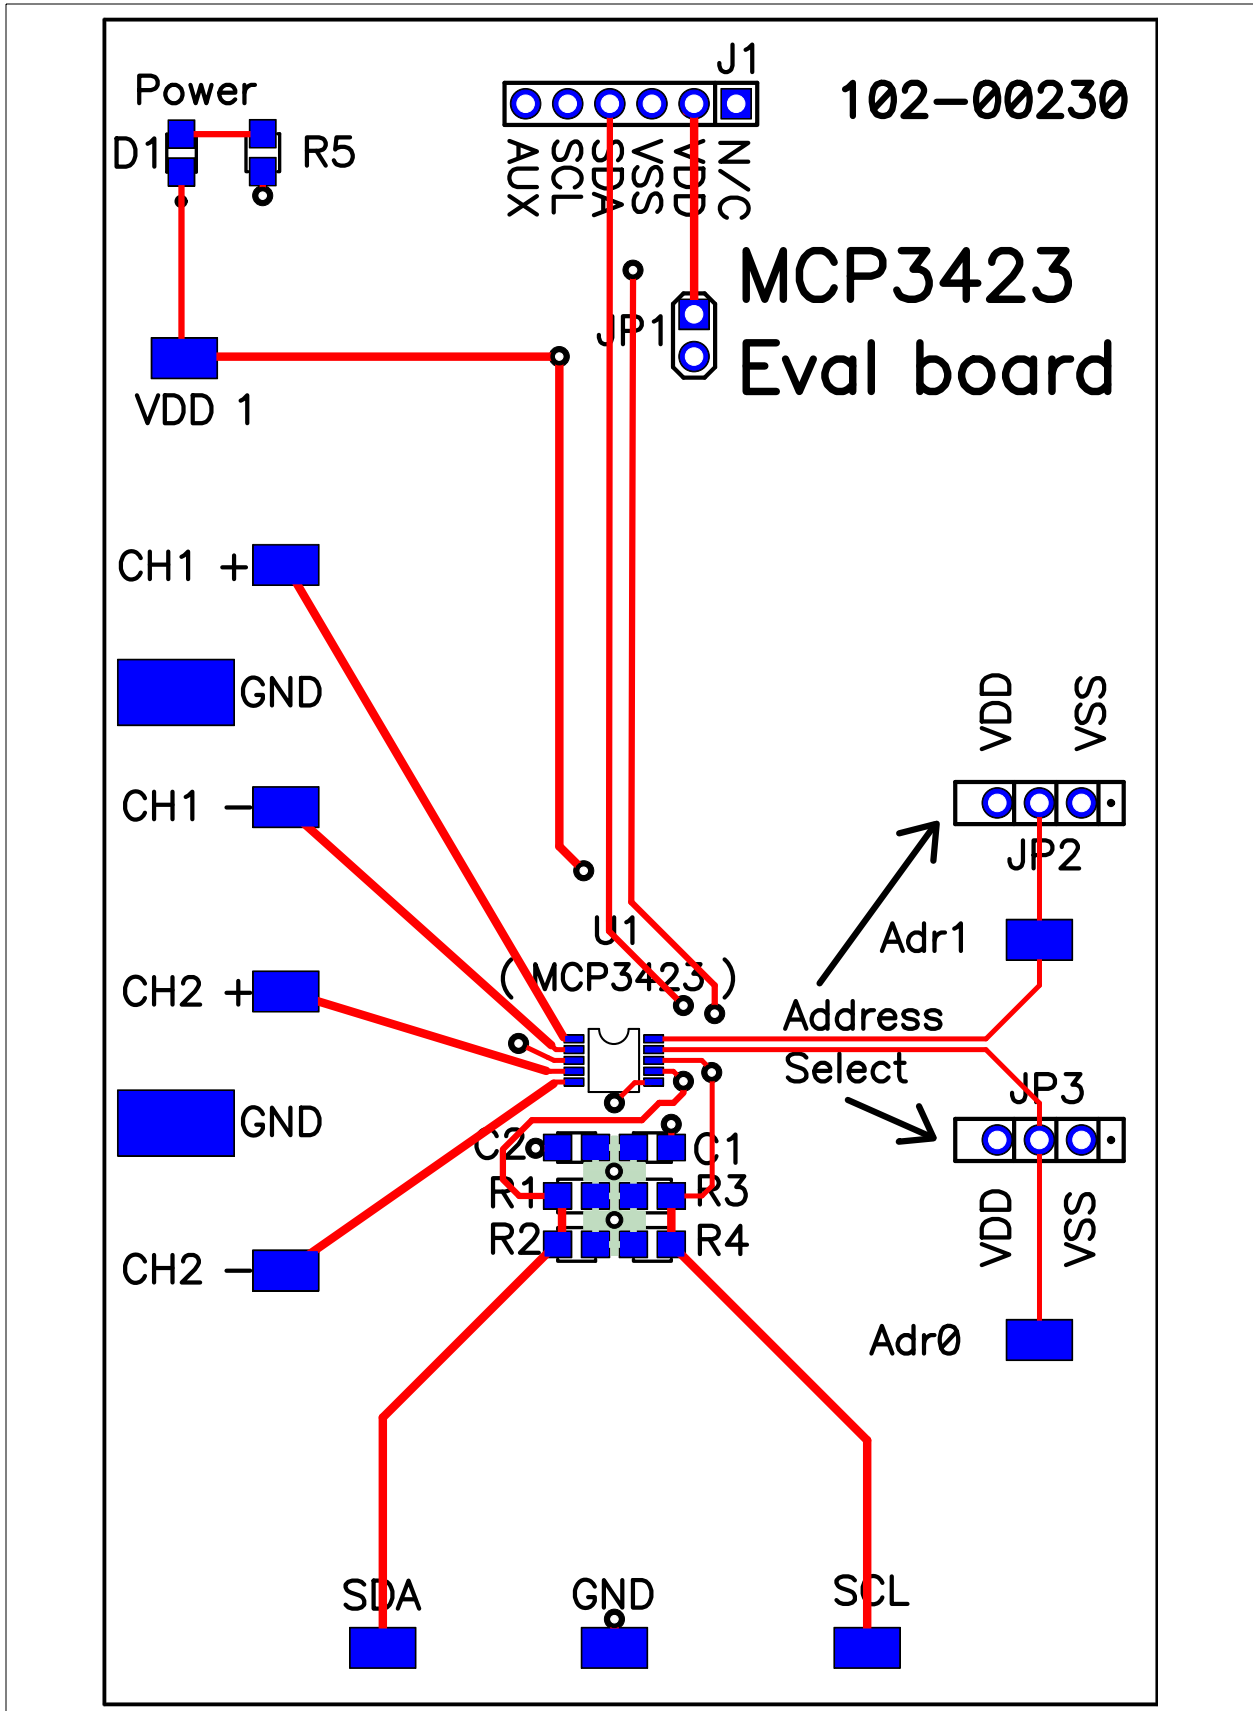 J1
Power
102-00230
D1
R5
AUX
SCL
SDA
VSS
VDD
N/C
MCP3423
JP1
Eval board
VDD 1
CH1 +
GND
VDD
VSS
CH1 -
JP2
U1
Adr1
( MCP3423 )
CH2 +
Address
Select
JP3
GND
C2
C1
R1
R3
R2
R4
VDD
VSS
CH2 -
Adr0
SDA
GND
SCL